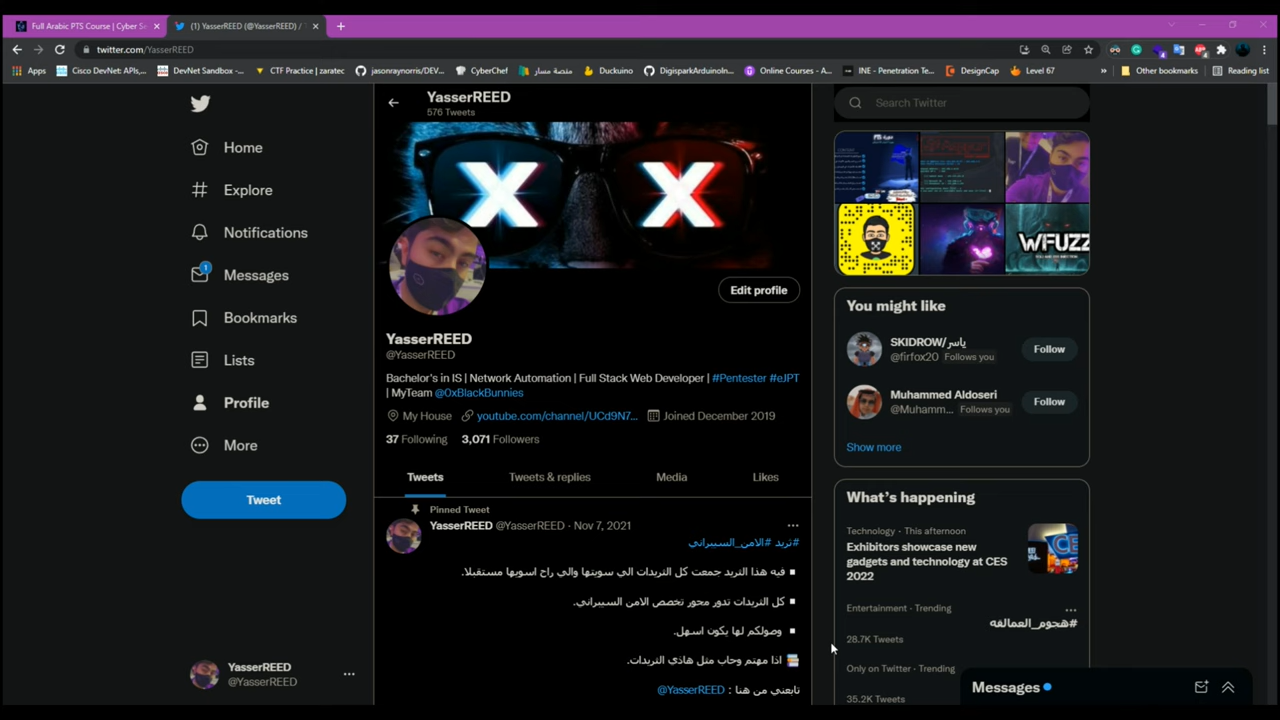 Full Arabic PTS Course | Cyber Se
(1) YasserREED (@YasserREED) / T
twitter.com/YasserREED
Apps
Cisco DevNet: APIs,...
DevNet Sandbox -...
CTF Practice | zaratec
jasonraynorris/DEV...
CyberChef
منصة مسار
Duckuino
DigisparkArduinoIn...
Online Courses - A...
INE - Penetration Te...
DesignCap
Level 67
»
Other bookmarks
Reading list
Home
Explore
Notifications
1
Messages
Bookmarks
Lists
Profile
More
Tweet
YasserREED
@YasserREED
YasserREED
576 Tweets
X X
Edit profile
YasserREED
@YasserREED
Bachelor's in IS | Network Automation | Full Stack Web Developer | #Pentester #eJPT
| MyTeam @0xBlackBunnies
My House youtube.com/channel/UCd9N7... Joined December 2019
37 Following 3,071 Followers
Tweets Tweets & replies Media Likes
Pinned Tweet
YasserREED @YasserREED · Nov 7, 2021
#ثريد #الامن_السيبراني
▪️ فيه هذا الثريد جمعت كل الثريدات الي سويتها والي راح اسويها مستقبلا.
▪️ كل الثريدات تدور محور تخصص الامن السيبراني.
▪️ وصولكم لها يكون اسهل.
📚 اذا مهتم وحاب مثل هاذي الثريدات.
تابعني من هنا : @YasserREED
Search Twitter
WFUZZ
You might like
SKIDROW/ياسر
@firfox20 Follows you
Follow
Muhammed Aldoseri
@Muhamm... Follows you
Follow
Show more
What's happening
Technology · This afternoon
Exhibitors showcase new
gadgets and technology at CES
2022
Entertainment · Trending
#هجوم_العمالقه
28.7K Tweets
Only on Twitter · Trending
35.2K Tweets
Messages